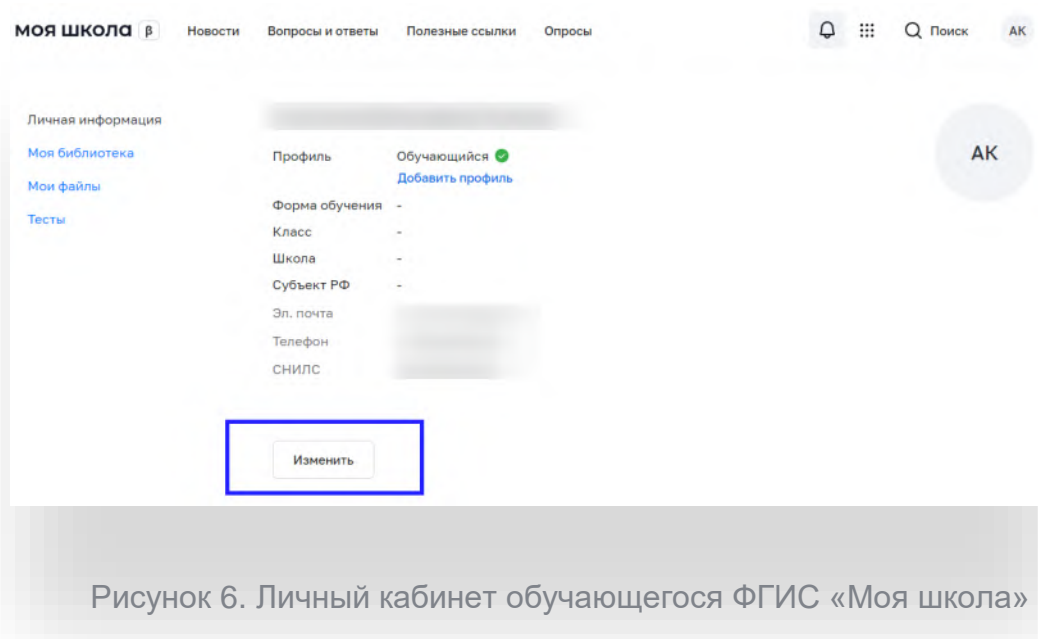 моя школа β Новости Вопросы и ответы Полезные ссылки Опросы Поиск АК
Личная информация
Моя библиотека
Мои файлы
Тесты
Профиль Обучающийся
Добавить профиль
Форма обучения -
Класс -
Школа -
Субъект РФ -
Эл. почта
Телефон
СНИЛС
АК
Изменить
Рисунок 6. Личный кабинет обучающегося ФГИС «Моя школа»